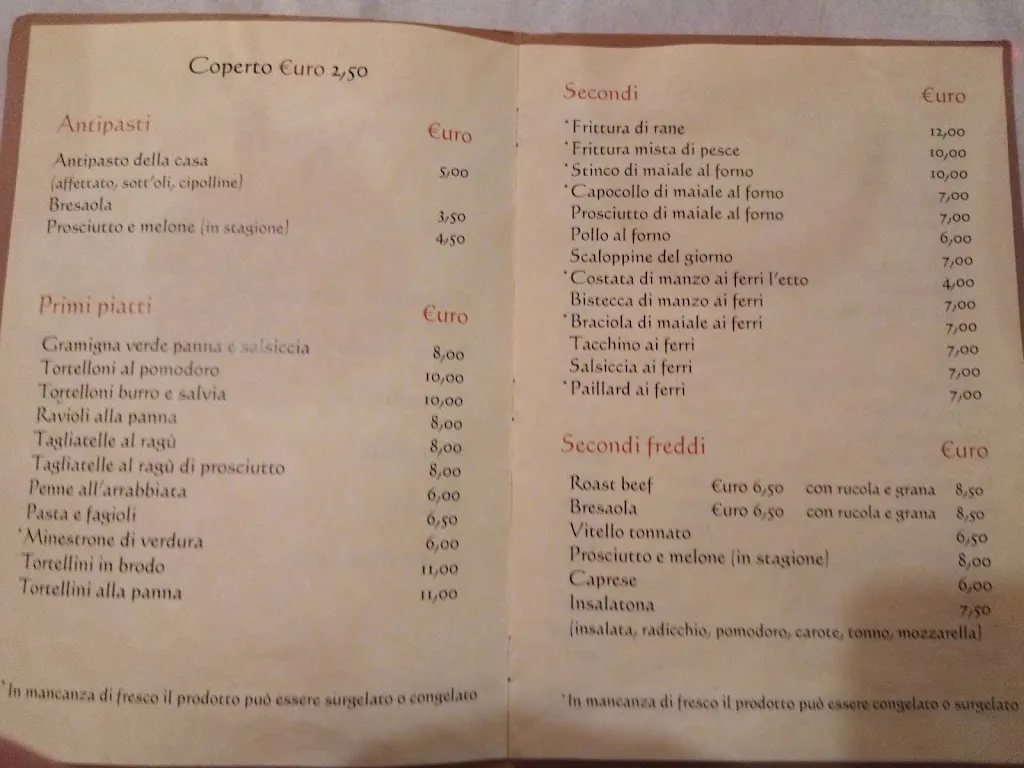 Coperto €uro 2,50
Antipasti €uro
Antipasto della casa 5,00
(affettato, sott'oli, cipolline)
Bresaola 3,50
Prosciutto e melone (in stagione) 4,50
Primi piatti €uro
Gramigna verde panna e salsiccia 8,00
Tortelloni al pomodoro 10,00
Tortelloni burro e salvia 10,00
Ravioli alla panna 8,00
Tagliatelle al ragù 8,00
Tagliatelle al ragù di prosciutto 8,00
Penne all'arrabbiata 6,00
Pasta e fagioli 6,50
*Minestrone di verdura 6,00
Tortellini in brodo 11,00
Tortellini alla panna 11,00
*In mancanza di fresco il prodotto può essere surgelato o congelato
Secondi €uro
*Frittura di rane 12,00
*Frittura mista di pesce 10,00
*Stinco di maiale al forno 10,00
*Capocollo di maiale al forno 7,00
Prosciutto di maiale al forno 7,00
Pollo al forno 6,00
Scaloppine del giorno 7,00
*Costata di manzo ai ferri l'etto 4,00
Bistecca di manzo ai ferri 7,00
*Braciola di maiale ai ferri 7,00
Tacchino ai ferri 7,00
Salsiccia ai ferri 7,00
*Paillard ai ferri 7,00
Secondi freddi €uro
Roast beef €uro 6,50 con rucola e grana 8,50
Bresaola €uro 6,50 con rucola e grana 8,50
Vitello tonnato 6,50
Prosciutto e melone (in stagione) 8,00
Caprese 6,00
Insalatona 7,50
(insalata, radicchio, pomodoro, carote, tonno, mozzarella)
*In mancanza di fresco il prodotto può essere congelato o surgelato